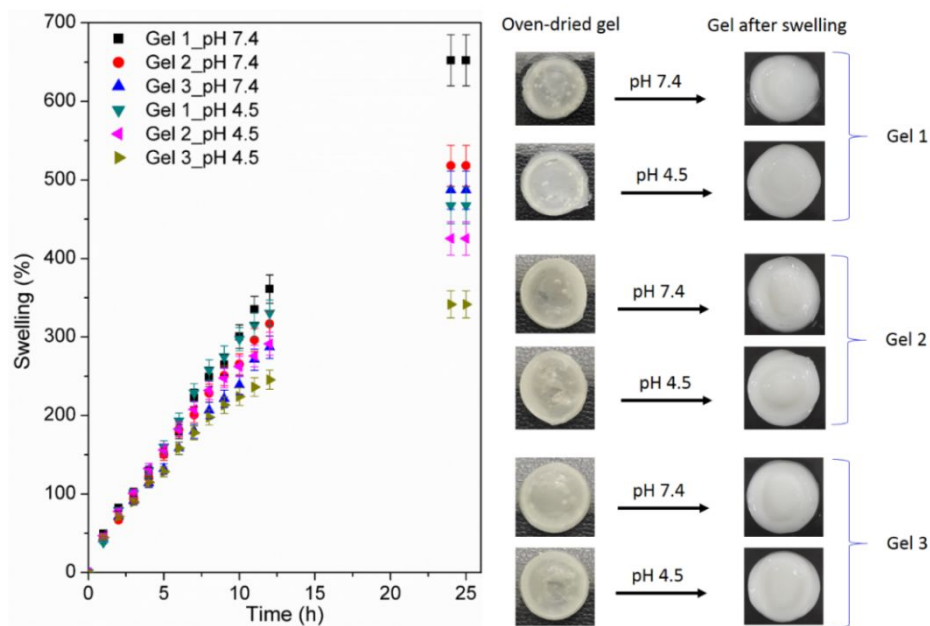 700
600
500
400
300
200
100
0
Swelling (%)
Gel 1_pH 7.4
Gel 2_pH 7.4
Gel 3_pH 7.4
Gel 1_pH 4.5
Gel 2_pH 4.5
Gel 3_pH 4.5
0 5 10 15 20 25
Time (h)
Oven-dried gel Gel after swelling
pH 7.4
Gel 1
pH 4.5
pH 7.4
Gel 2
pH 4.5
pH 7.4
Gel 3
pH 4.5